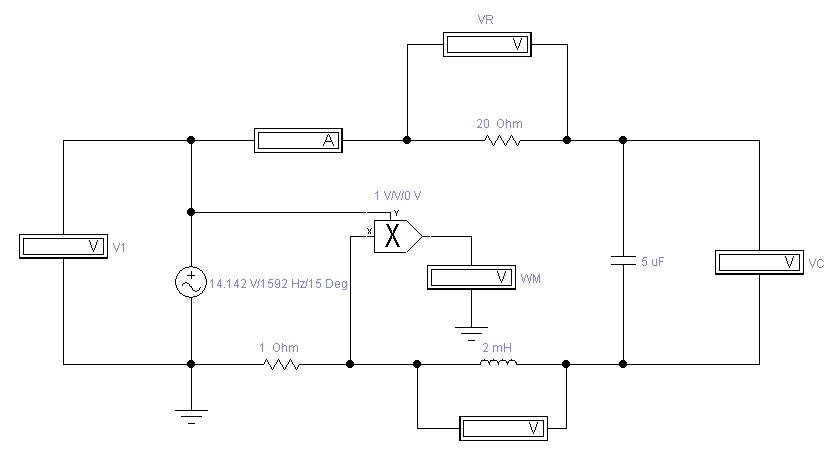 VR
V
20 Ohm
A
1 V/V/0 V
Y
X
X
V
V1
14.142 V/1592 Hz/15 Deg
V
WM
5 uF
V
VC
1 Ohm
2 mH
V